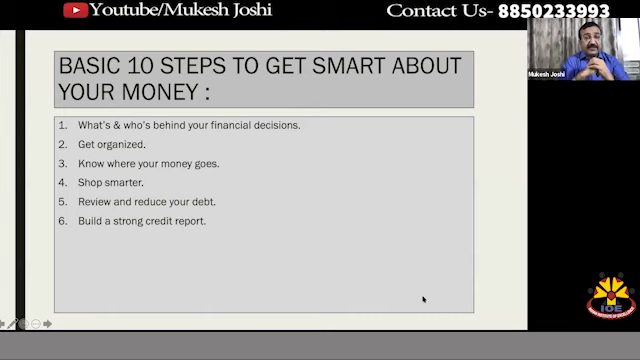 Youtube/Mukesh Joshi
Contact Us- 8850233993
Mukesh Joshi
BASIC 10 STEPS TO GET SMART ABOUT
YOUR MONEY :
1. What's & who's behind your financial decisions.
2. Get organized.
3. Know where your money goes.
4. Shop smarter.
5. Review and reduce your debt.
6. Build a strong credit report.
IOE